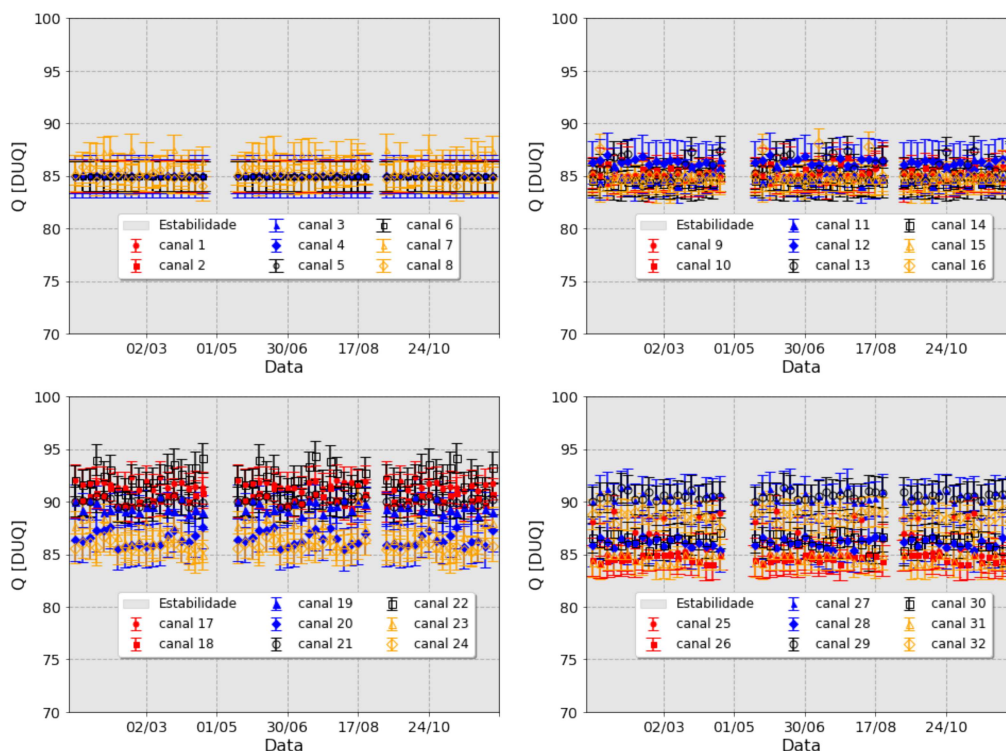 100
95
90
85
80
75
70
Q [DUQ]
Estabilidade canal 3 canal 6
canal 1 canal 4 canal 7
canal 2 canal 5 canal 8
02/03 01/05 30/06 17/08 24/10
Data
100
95
90
85
80
75
70
Q [DUQ]
Estabilidade canal 11 canal 14
canal 9 canal 12 canal 15
canal 10 canal 13 canal 16
02/03 01/05 30/06 17/08 24/10
Data
100
95
90
85
80
75
70
Q [DUQ]
Estabilidade canal 19 canal 22
canal 17 canal 20 canal 23
canal 18 canal 21 canal 24
02/03 01/05 30/06 17/08 24/10
Data
100
95
90
85
80
75
70
Q [DUQ]
Estabilidade canal 27 canal 30
canal 25 canal 28 canal 31
canal 26 canal 29 canal 32
02/03 01/05 30/06 17/08 24/10
Data